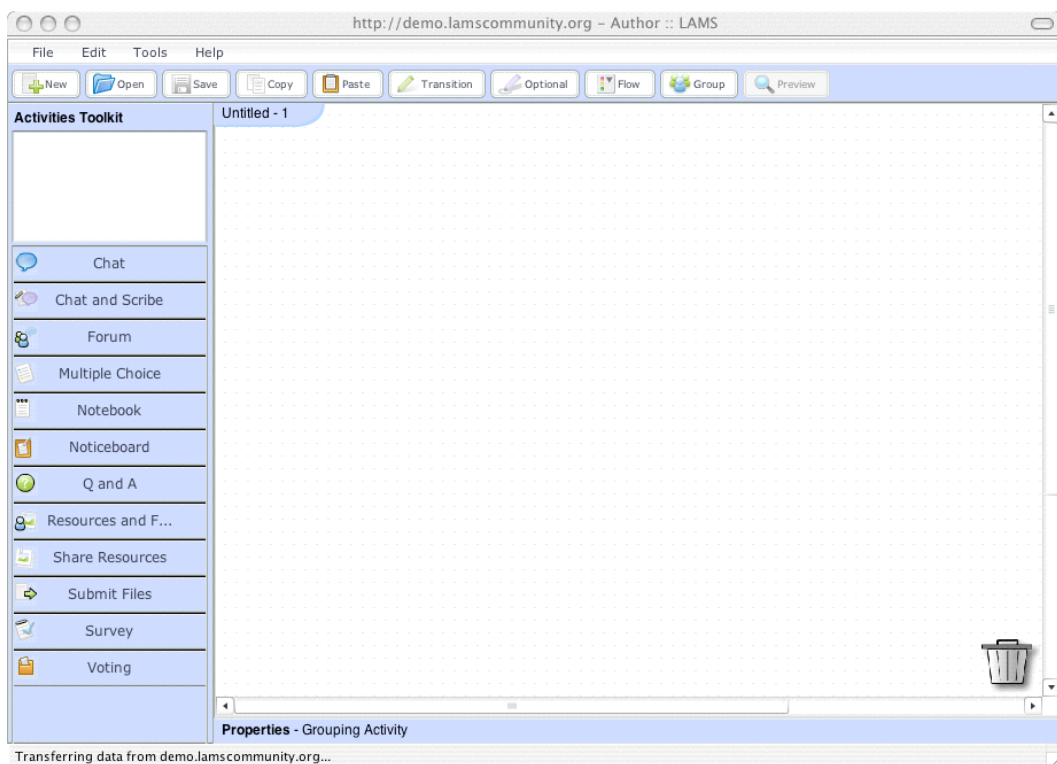 http://demo.lamscommunity.org – Author :: LAMS
File Edit Tools Help
New Open Save Copy Paste Transition Optional Flow Group Preview
Activities Toolkit
Untitled - 1
Chat
Chat and Scribe
Forum
Multiple Choice
Notebook
Noticeboard
Q and A
Resources and F...
Share Resources
Submit Files
Survey
Voting
Properties - Grouping Activity
Transferring data from demo.lamscommunity.org...